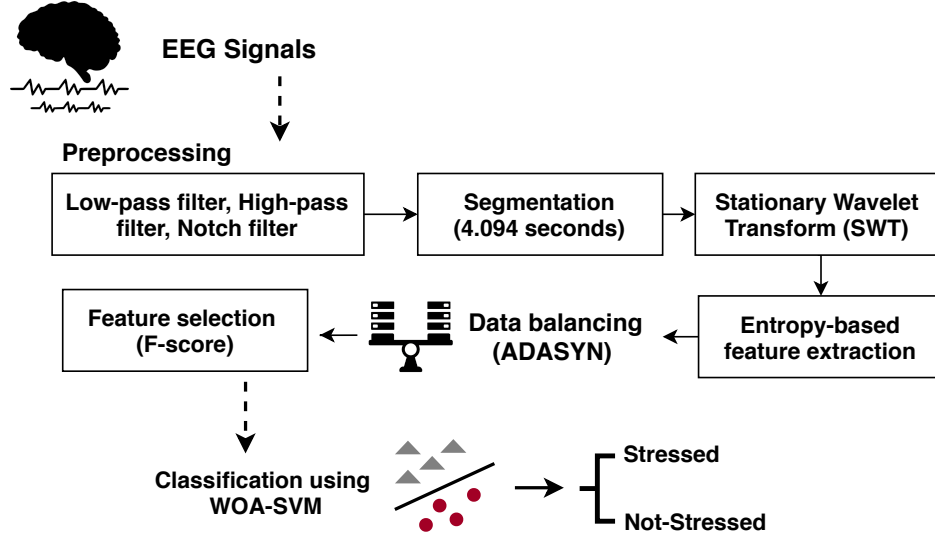 EEG Signals
Preprocessing
Low-pass filter, High-pass
filter, Notch filter
Segmentation
(4.094 seconds)
Stationary Wavelet
Transform (SWT)
Feature selection
(F-score)
Data balancing
(ADASYN)
Entropy-based
feature extraction
Classification using
WOA-SVM
Stressed
Not-Stressed